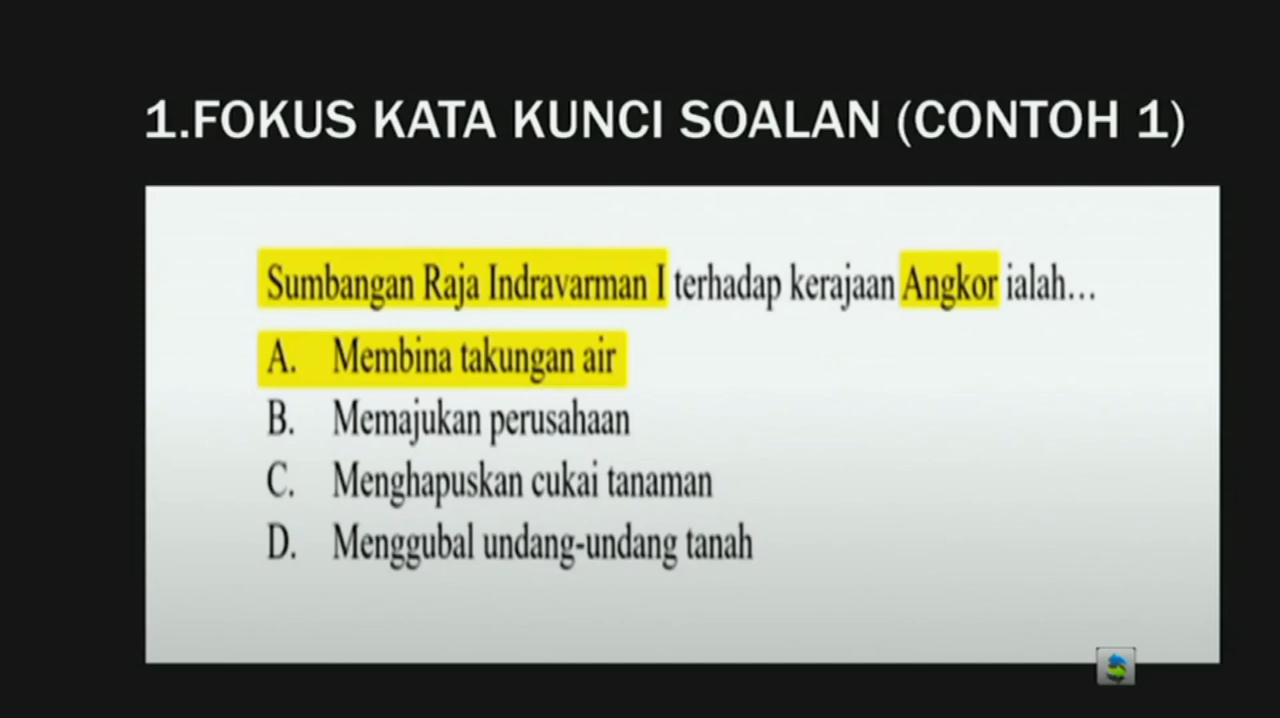 1.FOKUS KATA KUNCI SOALAN (CONTOH 1)
Sumbangan Raja Indravarman I terhadap kerajaan Angkor ialah...
A. Membina takungan air
B. Memajukan perusahaan
C. Menghapuskan cukai tanaman
D. Menggubal undang-undang tanah